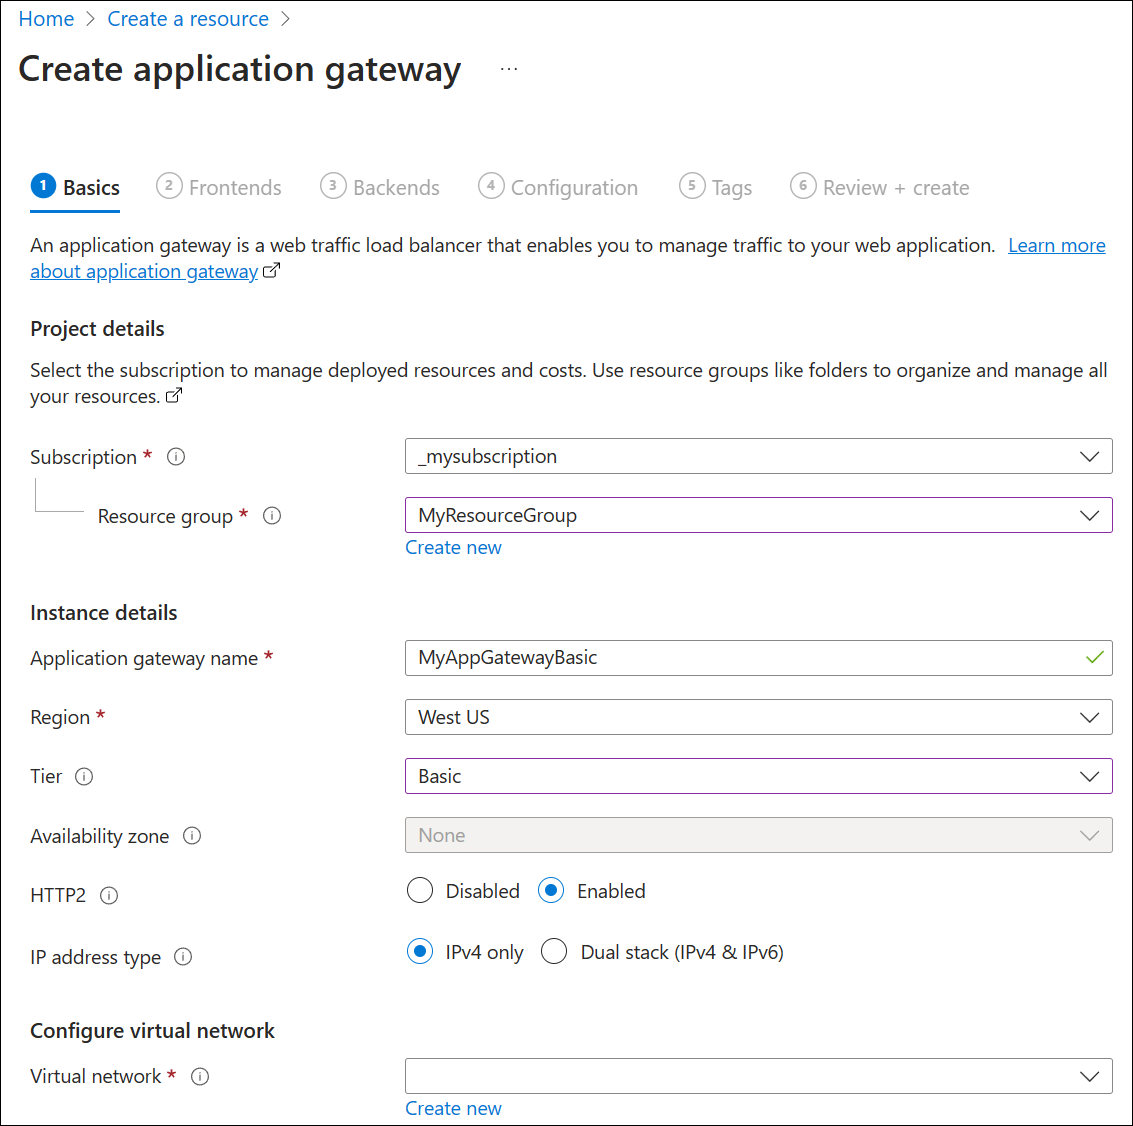 Home > Create a resource >
Create application gateway ...
1 Basics 2 Frontends 3 Backends 4 Configuration 5 Tags 6 Review + create
An application gateway is a web traffic load balancer that enables you to manage traffic to your web application. Learn more
about application gateway
Project details
Select the subscription to manage deployed resources and costs. Use resource groups like folders to organize and manage all
your resources.
Subscription * _mysubscription
Resource group * MyResourceGroup
Create new
Instance details
Application gateway name * MyAppGatewayBasic
Region * West US
Tier Basic
Availability zone None
HTTP2 Disabled Enabled
IP address type IPv4 only Dual stack (IPv4 & IPv6)
Configure virtual network
Virtual network *
Create new